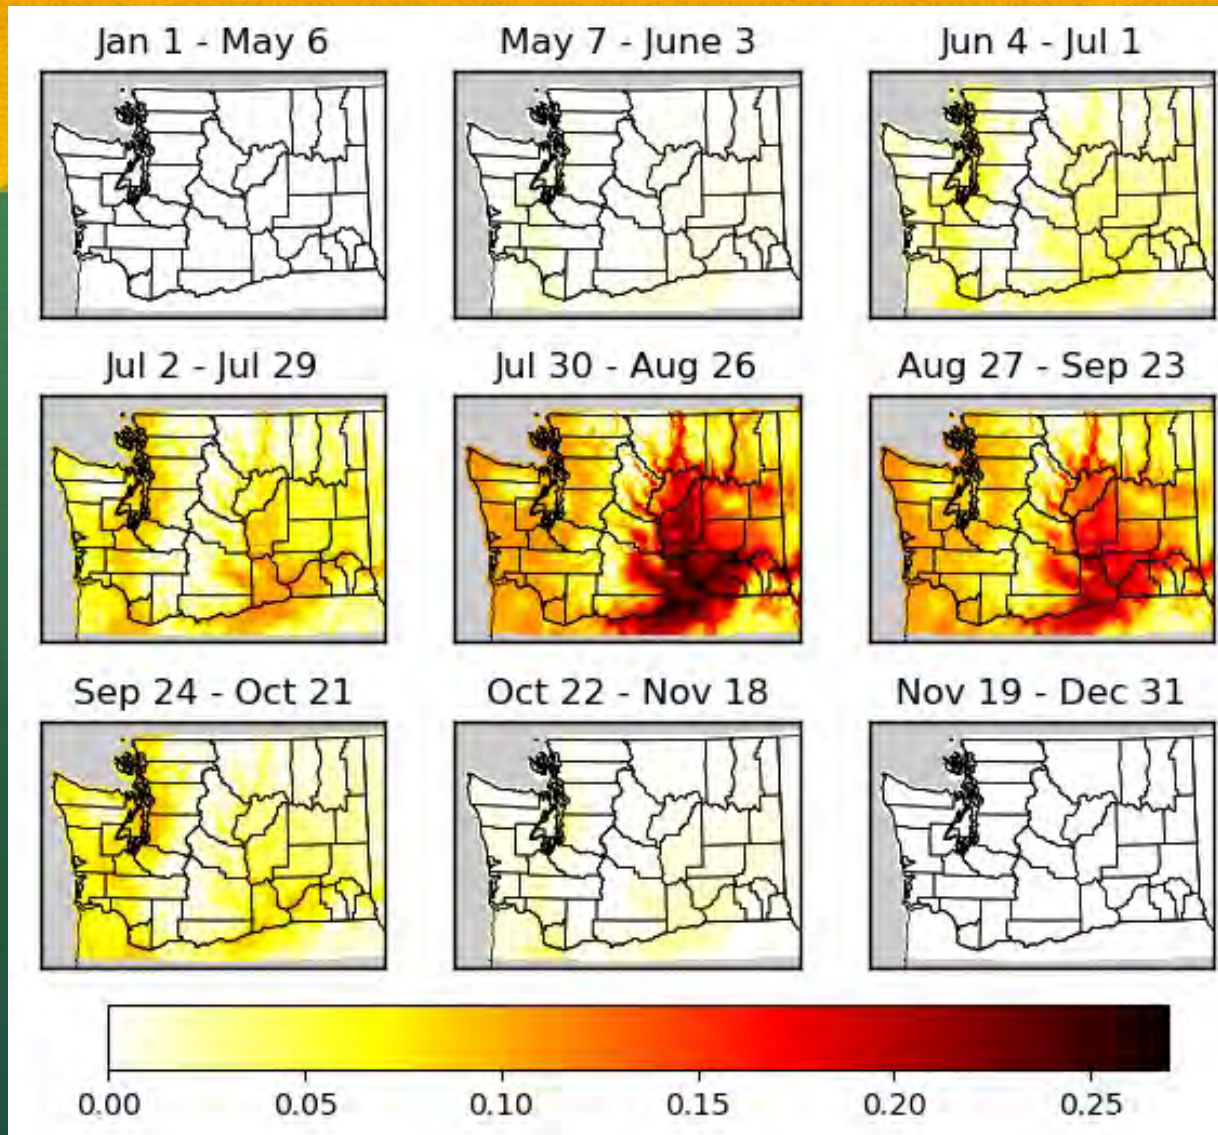 Jan 1 - May 6
May 7 - June 3
Jun 4 - Jul 1
Jul 2 - Jul 29
Jul 30 - Aug 26
Aug 27 - Sep 23
Sep 24 - Oct 21
Oct 22 - Nov 18
Nov 19 - Dec 31
0.00 0.05 0.10 0.15 0.20 0.25